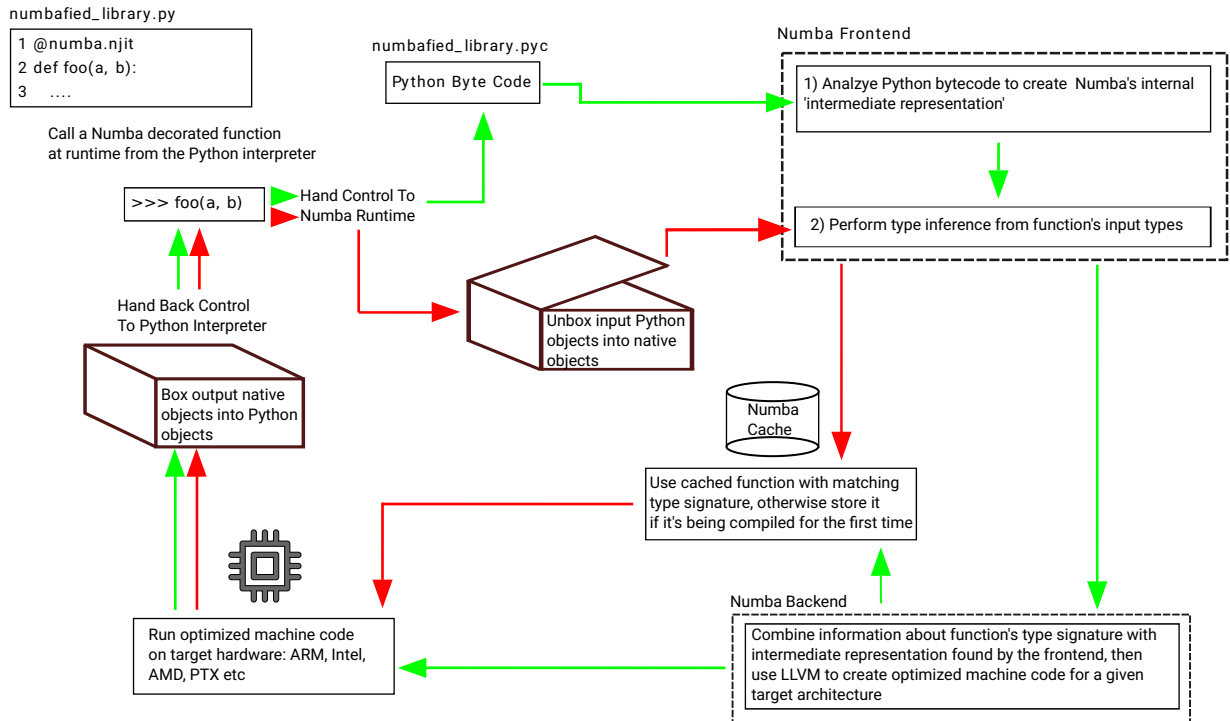 numbafied_library.py
1 @numba.njit
2 def foo(a, b):
3 ....
numbafied_library.pyc
Python Byte Code
Numba Frontend
1) Analzye Python bytecode to create Numba's internal
'intermediate representation'
2) Perform type inference from function's input types
Call a Numba decorated function
at runtime from the Python interpreter
>>> foo(a, b)
Hand Control To
Numba Runtime
Hand Back Control
To Python Interpreter
Unbox input Python
objects into native
objects
Box output native
objects into Python
objects
Numba
Cache
Use cached function with matching
type signature, otherwise store it
if it's being compiled for the first time
Numba Backend
Combine information about function's type signature with
intermediate representation found by the frontend, then
use LLVM to create optimized machine code for a given
target architecture
Run optimized machine code
on target hardware: ARM, Intel,
AMD, PTX etc